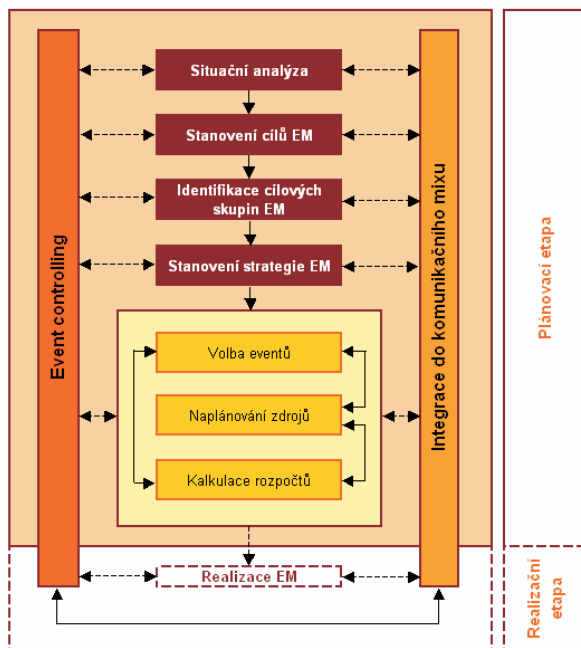 Situační analýza
Stanovení cílů EM
Identifikace cílových
skupin EM
Stanovení strategie EM
Volba eventů
Naplánování zdrojů
Kalkulace rozpočtů
Realizace EM
Event controlling
Integrace do komunikačního mixu
Plánovací etapa
Realizační
etapa